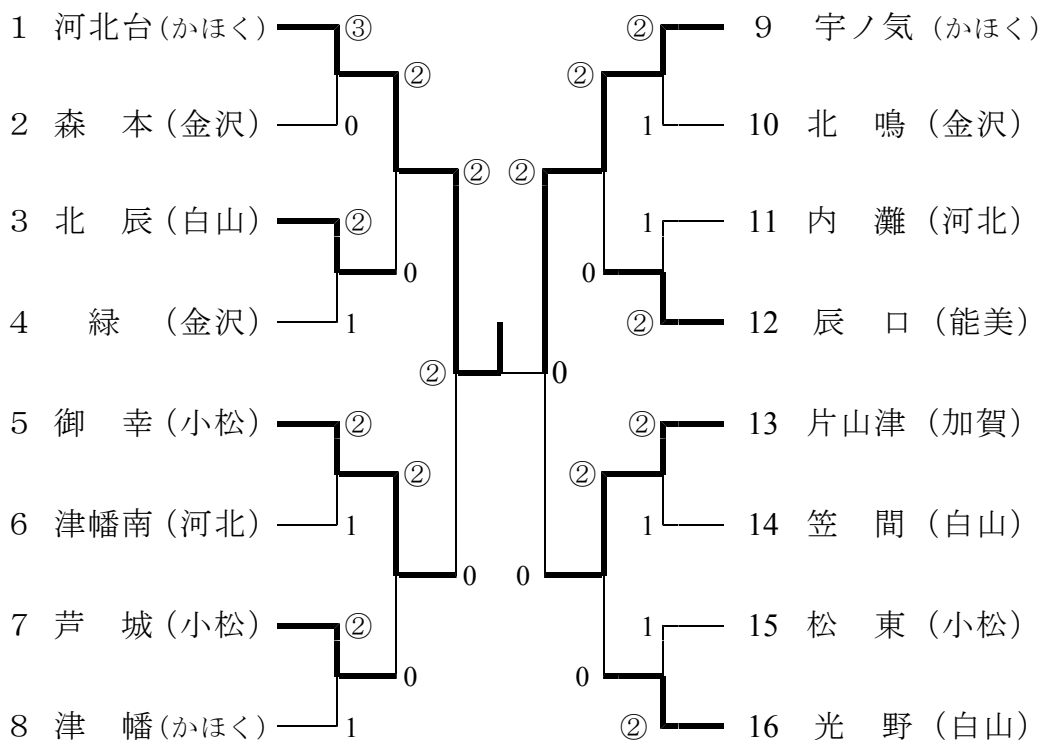 1 河北台(かほく) ③ ② 9 宇ノ気 (かほく)
② ②
2 森 本(金沢) 0 1 10 北 鳴 (金沢)
② ②
3 北 辰(白山) ② 1 11 内 灘 (河北)
0 0
4 緑 (金沢) 1 ② 12 辰 口 (能美)
② 0
5 御 幸(小松) ② ② 13 片山津 (加賀)
② ②
6 津幡南(河北) 1 1 14 笠 間 (白山)
0 0
7 芦 城(小松) ② 1 15 松 東 (小松)
0 0
8 津 幡(かほく) 1 ② 16 光 野 (白山)